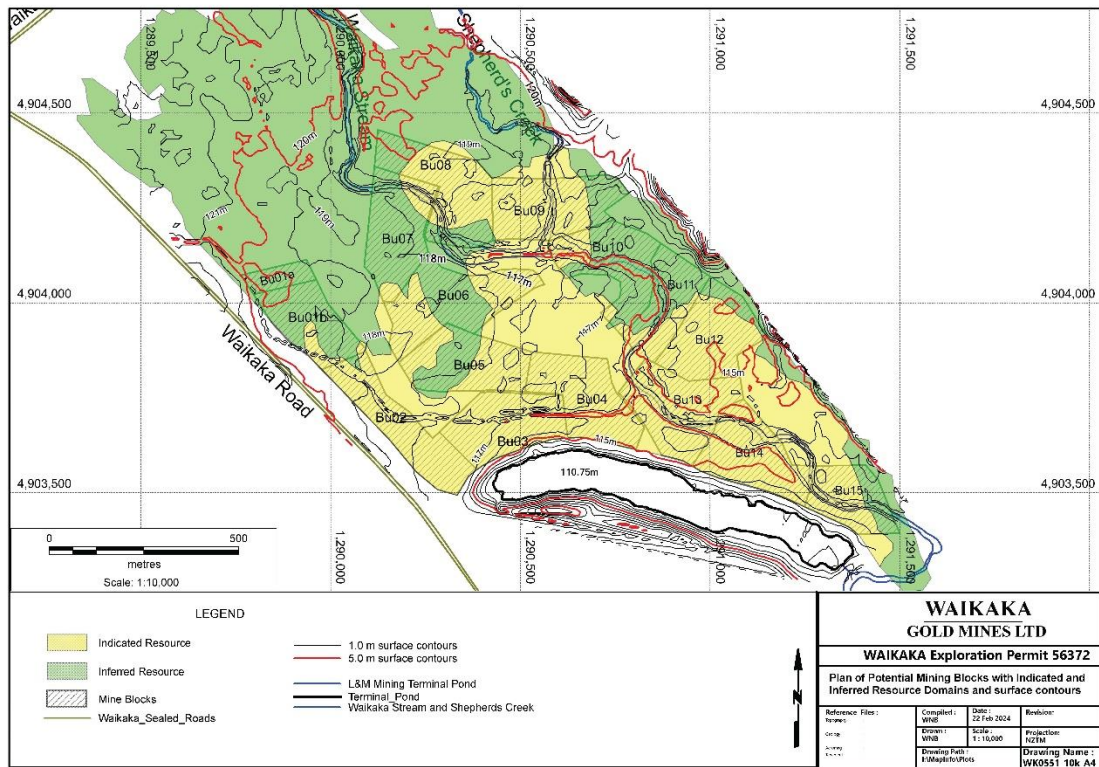 Waikaka
Shepherd's Creek
Waikaka Stream
1,289,500
1,290,000
1,290,500
1,291,000
1,291,500
4,904,500
4,904,500
120m
120m
119m
Bu08
121m
119m
Bu09
Bu07
Bu10
118m
117m
Bu01a
Bu06
Bu11
4,904,000
4,904,000
Bu01b
118m
117m
Bu12
Waikaka Road
Bu05
115m
Bu04
Bu13
Bu02
Bu03
115m
Bu14
117m
110.75m
Bu15
4,903,500
4,903,500
1,290,000
1,290,500
1,291,000
1,291,500
0 500
metres
Scale: 1:10,000
LEGEND
Indicated Resource
Inferred Resource
Mine Blocks
Waikaka_Sealed_Roads
1.0 m surface contours
5.0 m surface contours
L&M Mining Terminal Pond
Terminal_Pond
Waikaka Stream and Shepherds Creek
N
WAIKAKA
GOLD MINES LTD
WAIKAKA Exploration Permit 56372
Plan of Potential Mining Blocks with Indicated and
Inferred Resource Domains and surface contours
Reference Files :
Compiled : WNB
Date : 22 Feb 2024
Revision:
Drawn : WNB
Scale : 1 : 10,000
Projection: NZTM
Drawing Path : I:\MapInfo\Plots
Drawing Name : WK0551_10k_A4